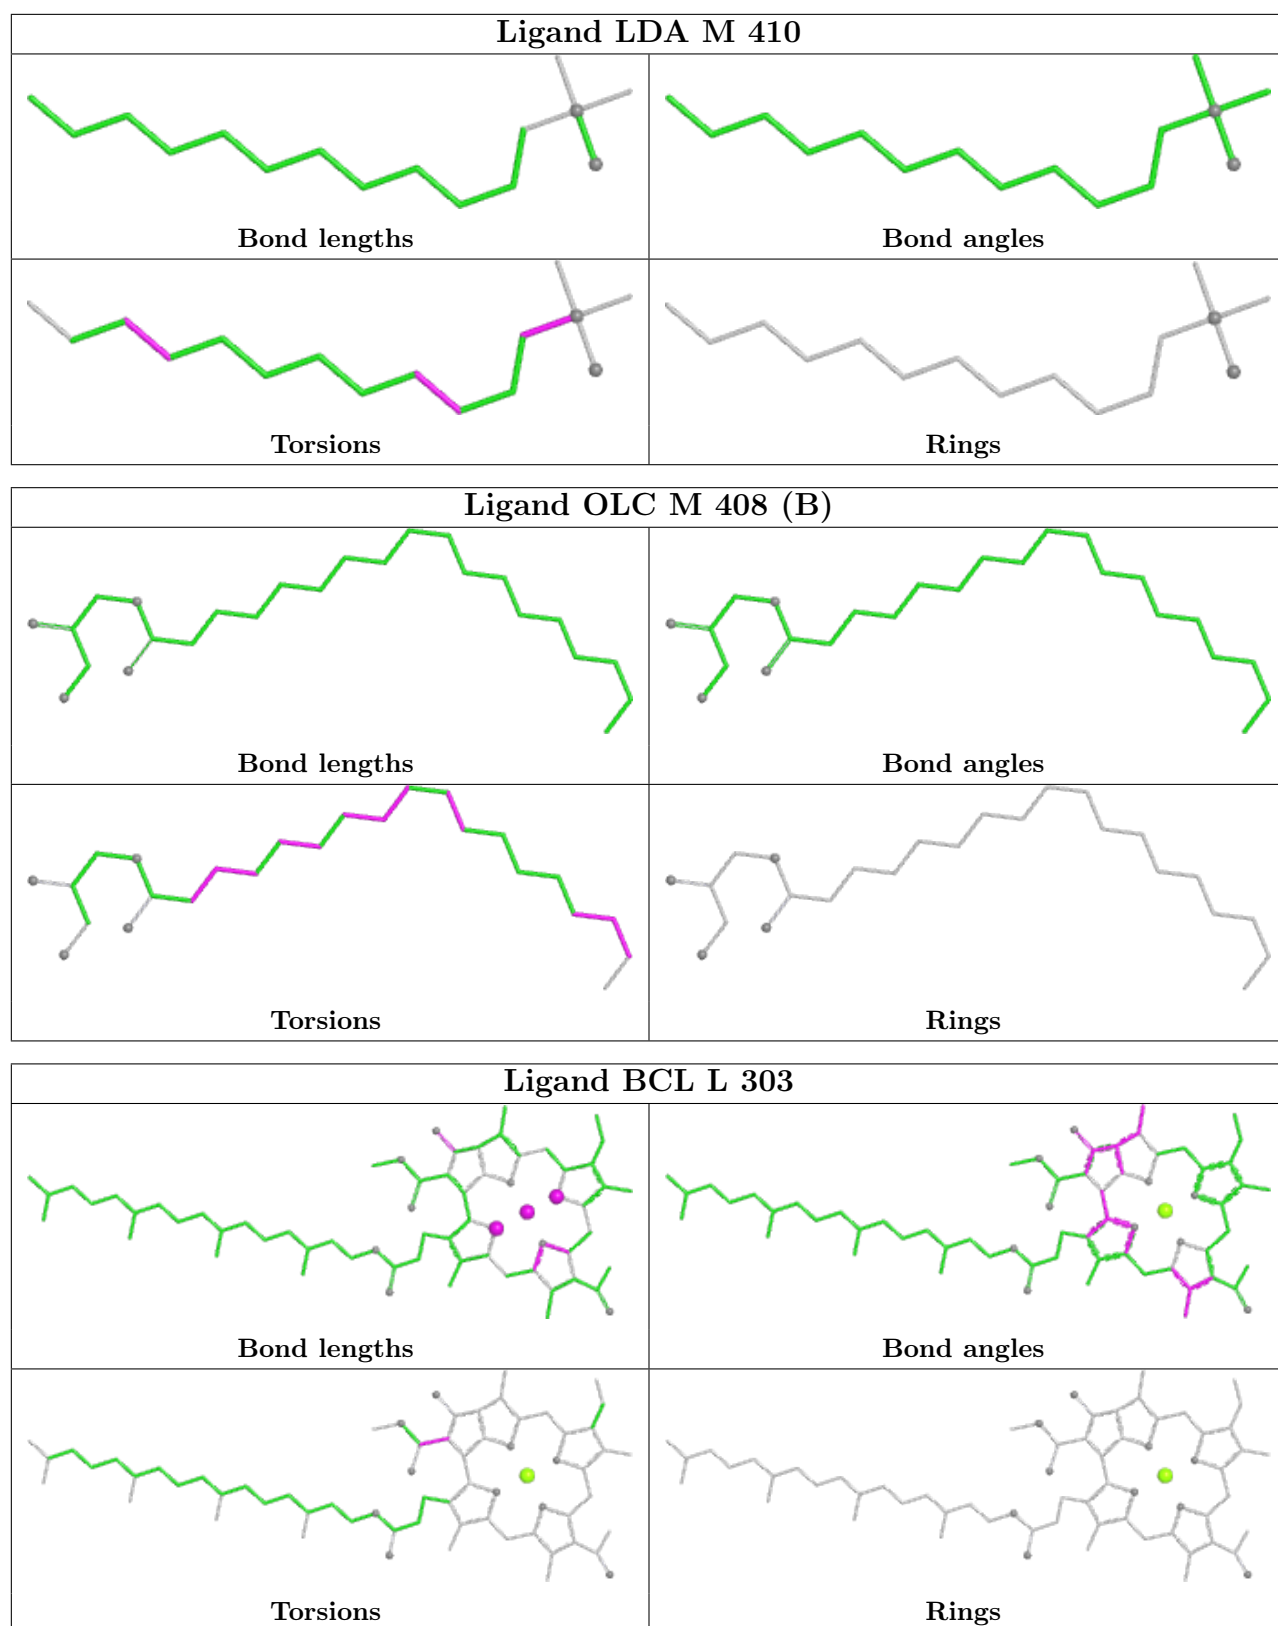 Ligand LDA M 410
Bond lengths
Bond angles
Torsions
Rings
Ligand OLC M 408 (B)
Bond lengths
Bond angles
Torsions
Rings
Ligand BCL L 303
Bond lengths
Bond angles
Torsions
Rings